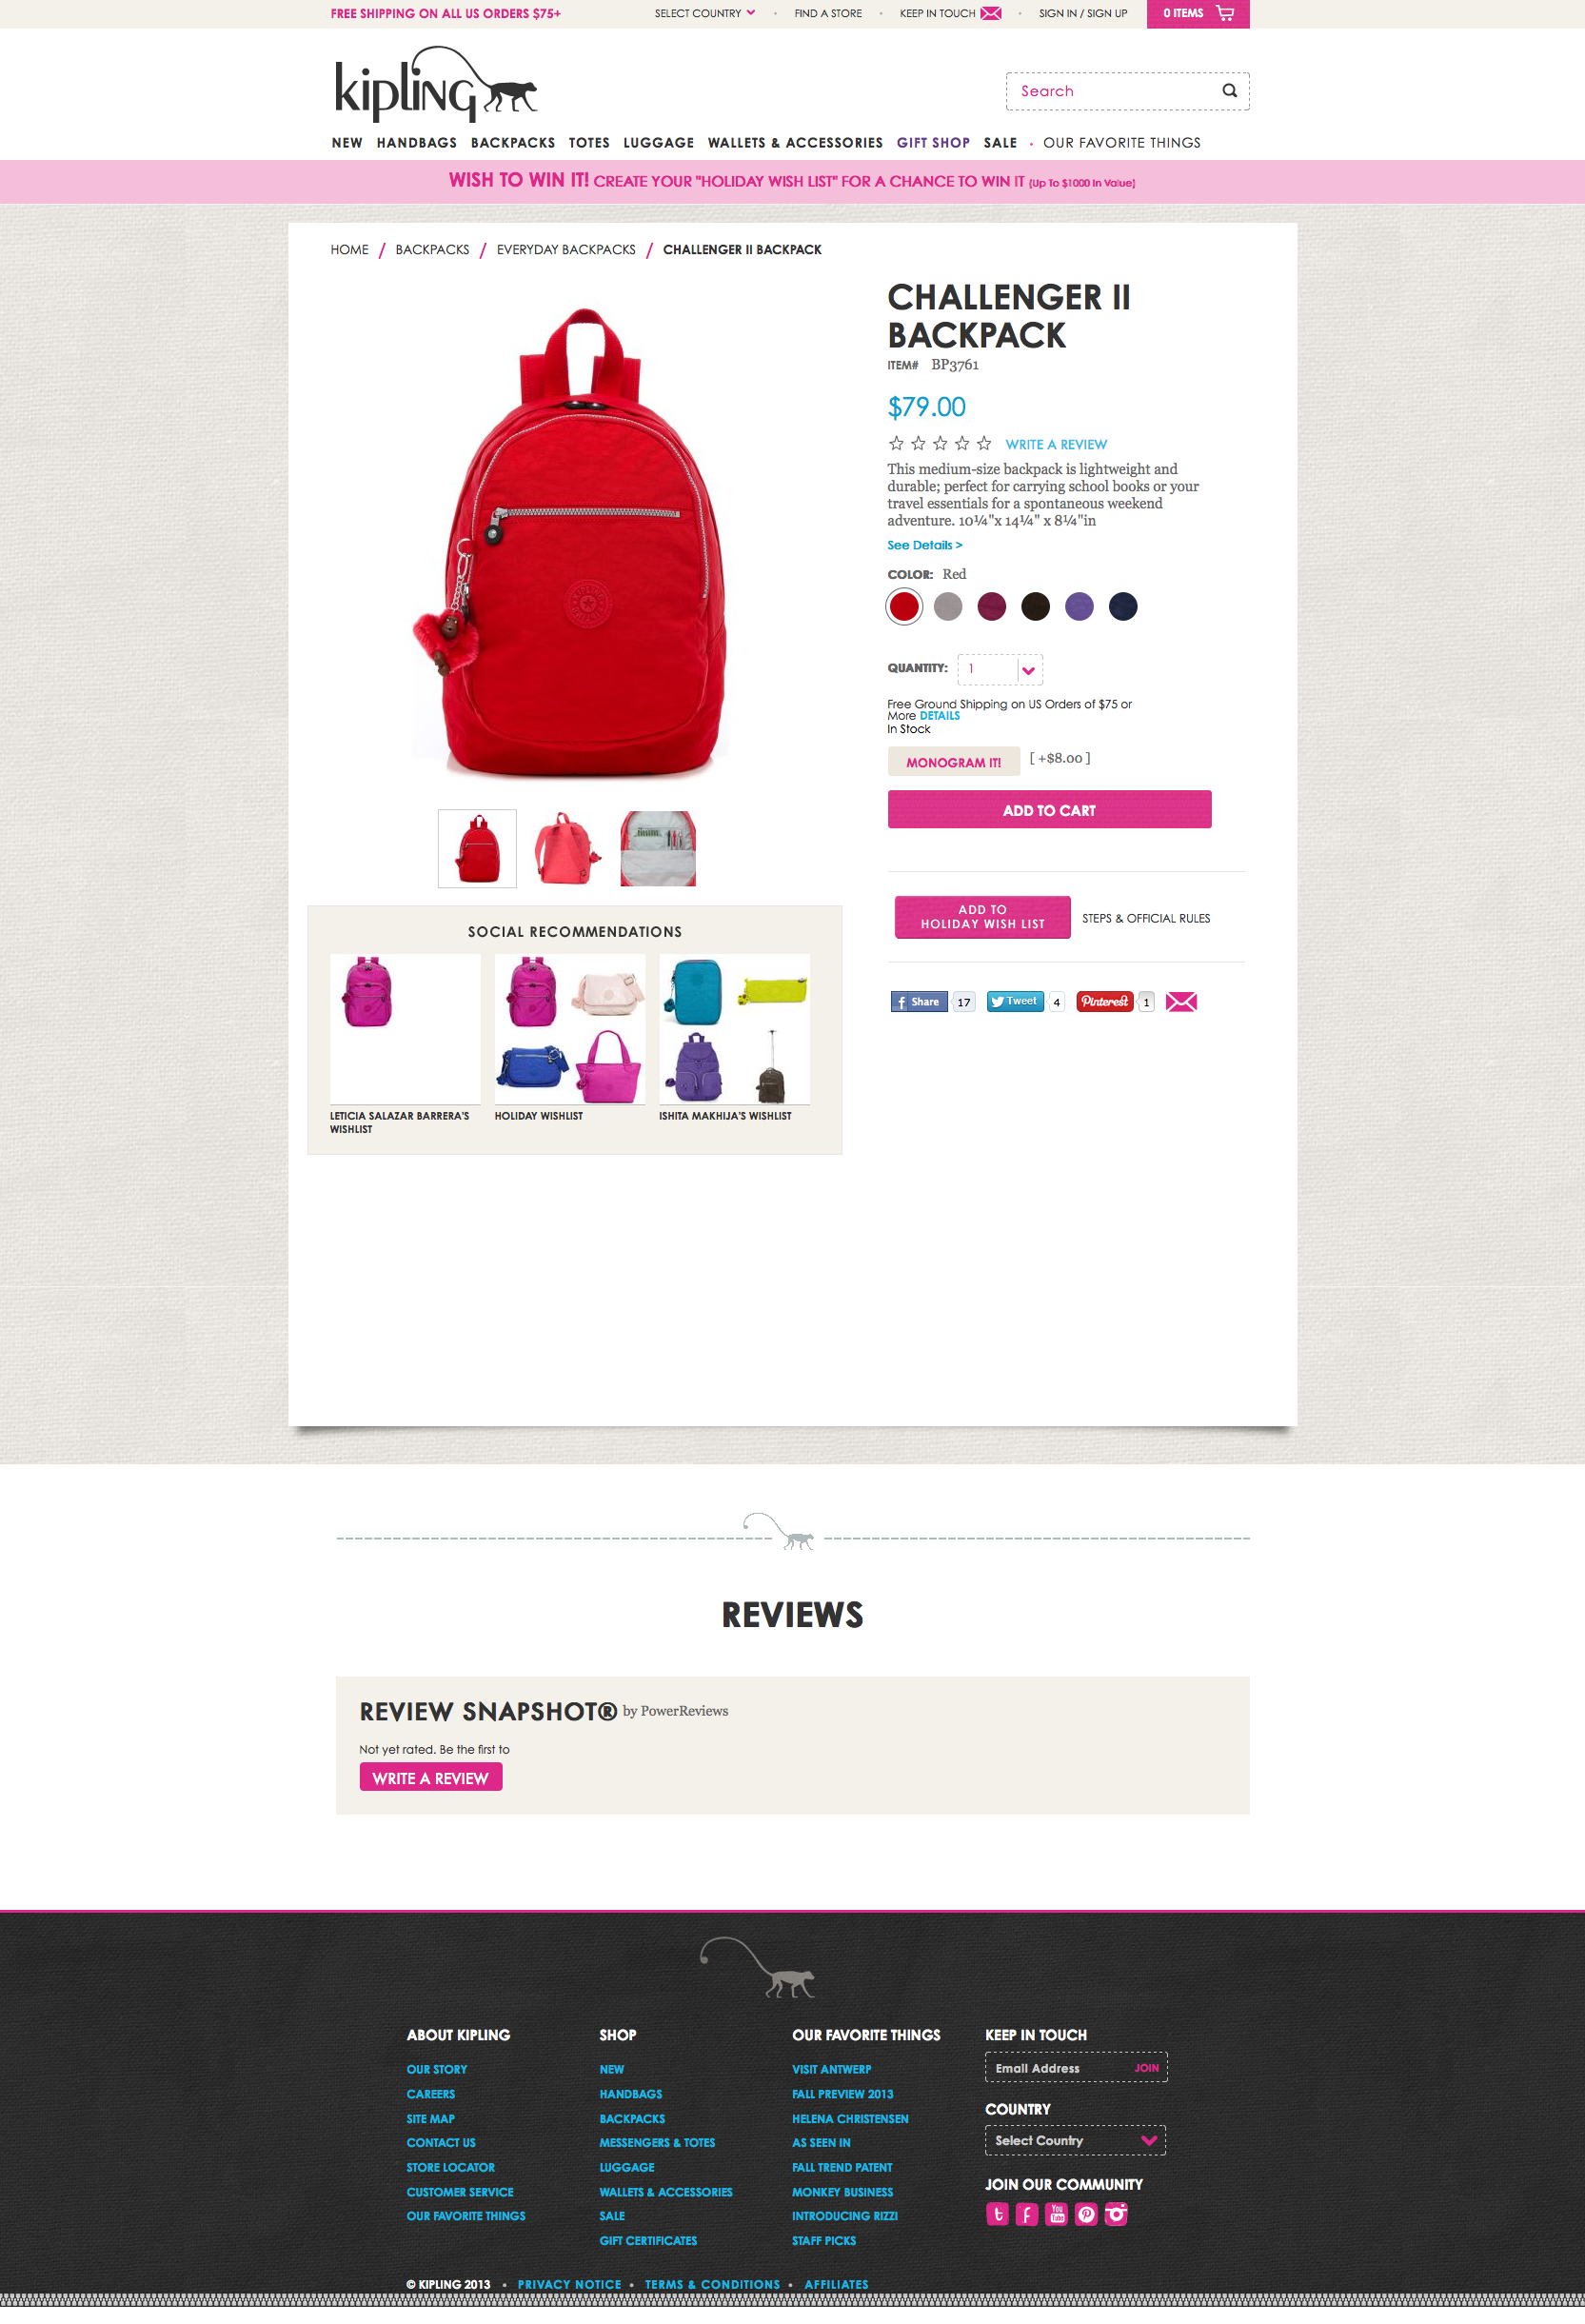 FREE SHIPPING ON ALL US ORDERS $75+
SELECT COUNTRY • FIND A STORE • KEEP IN TOUCH • SIGN IN / SIGN UP
0 ITEMS
kipling
Search
NEW HANDBAGS BACKPACKS TOTES LUGGAGE WALLETS & ACCESSORIES GIFT SHOP SALE • OUR FAVORITE THINGS
WISH TO WIN IT! CREATE YOUR "HOLIDAY WISH LIST" FOR A CHANCE TO WIN IT (Up To $1000 In Value)
HOME / BACKPACKS / EVERYDAY BACKPACKS / CHALLENGER II BACKPACK
CHALLENGER II
BACKPACK
ITEM# BP3761
$79.00
WRITE A REVIEW
This medium-size backpack is lightweight and
durable; perfect for carrying school books or your
travel essentials for a spontaneous weekend
adventure. 10¼"x 14¼" x 8¼"in
See Details >
COLOR: Red
QUANTITY: 1
Free Ground Shipping on US Orders of $75 or
More DETAILS
In Stock
MONOGRAM IT! [ +$8.00 ]
ADD TO CART
ADD TO
HOLIDAY WISH LIST
STEPS & OFFICIAL RULES
Share 17 Tweet 4 Pinterest 1
SOCIAL RECOMMENDATIONS
LETICIA SALAZAR BARRERA'S
WISHLIST
HOLIDAY WISHLIST
ISHITA MAKHIJA'S WISHLIST
REVIEWS
REVIEW SNAPSHOT® by PowerReviews
Not yet rated. Be the first to
WRITE A REVIEW
ABOUT KIPLING
OUR STORY
CAREERS
SITE MAP
CONTACT US
STORE LOCATOR
CUSTOMER SERVICE
OUR FAVORITE THINGS
SHOP
NEW
HANDBAGS
BACKPACKS
MESSENGERS & TOTES
LUGGAGE
WALLETS & ACCESSORIES
SALE
GIFT CERTIFICATES
OUR FAVORITE THINGS
VISIT ANTWERP
FALL PREVIEW 2013
HELENA CHRISTENSEN
AS SEEN IN
FALL TREND PATENT
MONKEY BUSINESS
INTRODUCING RIZZI
STAFF PICKS
KEEP IN TOUCH
Email Address JOIN
COUNTRY
Select Country
JOIN OUR COMMUNITY
You
Tube
© KIPLING 2013 • PRIVACY NOTICE • TERMS & CONDITIONS • AFFILIATES